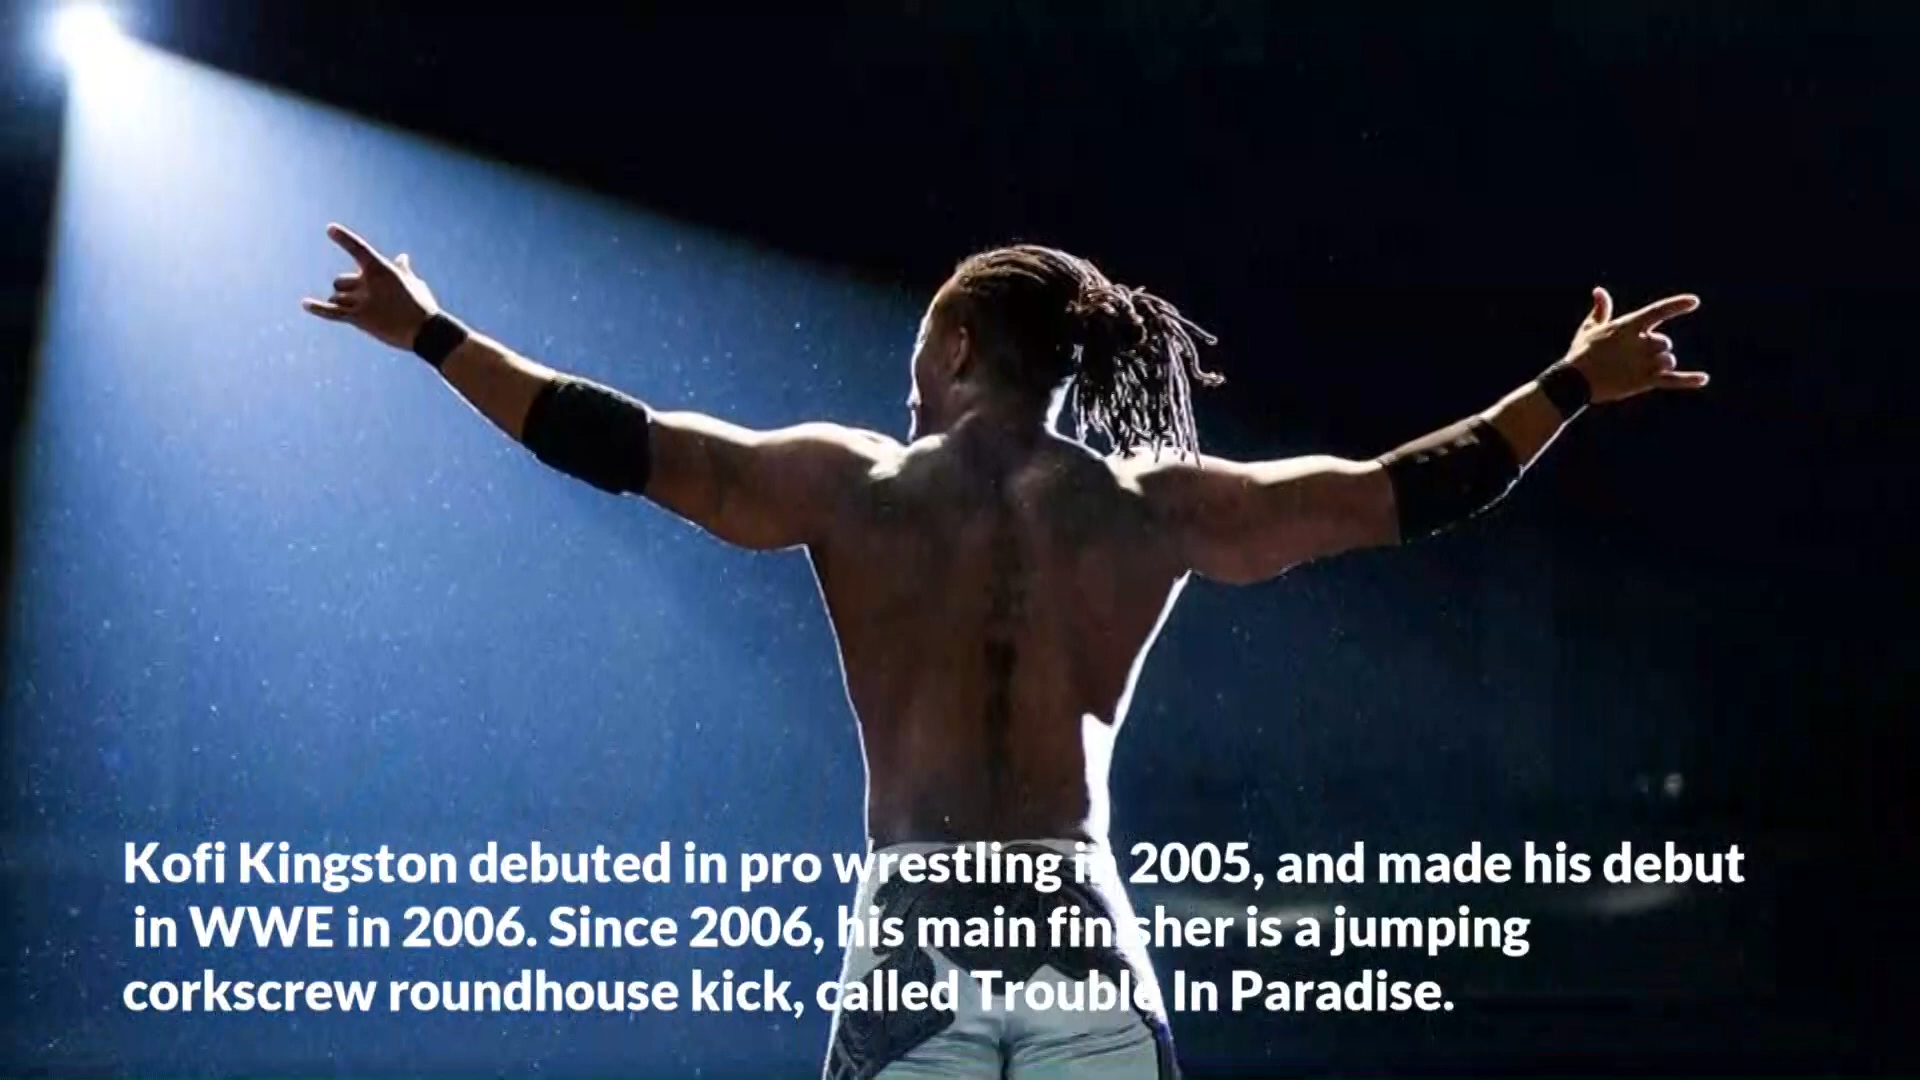 Kofi Kingston debuted in pro wrestling in 2005, and made his debut
in WWE in 2006. Since 2006, his main finisher is a jumping
corkscrew roundhouse kick, called Trouble In Paradise.